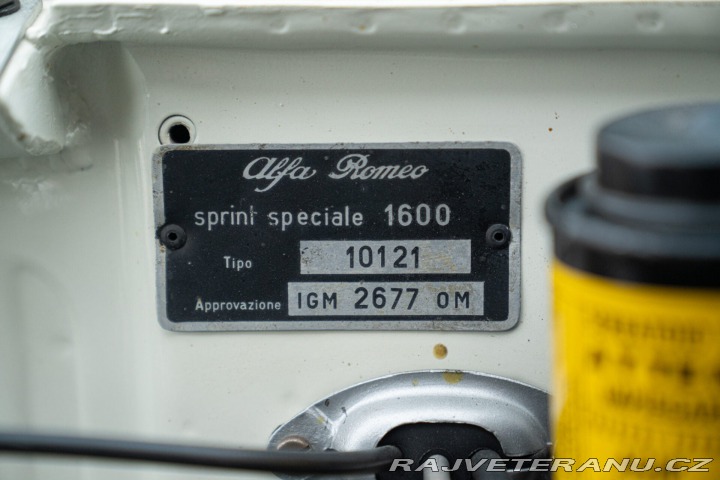 Alfa Romeo
sprint speciale 1600
Tipo 10121
Approvazione IGM 2677 OM
RAJVETERANU.CZ